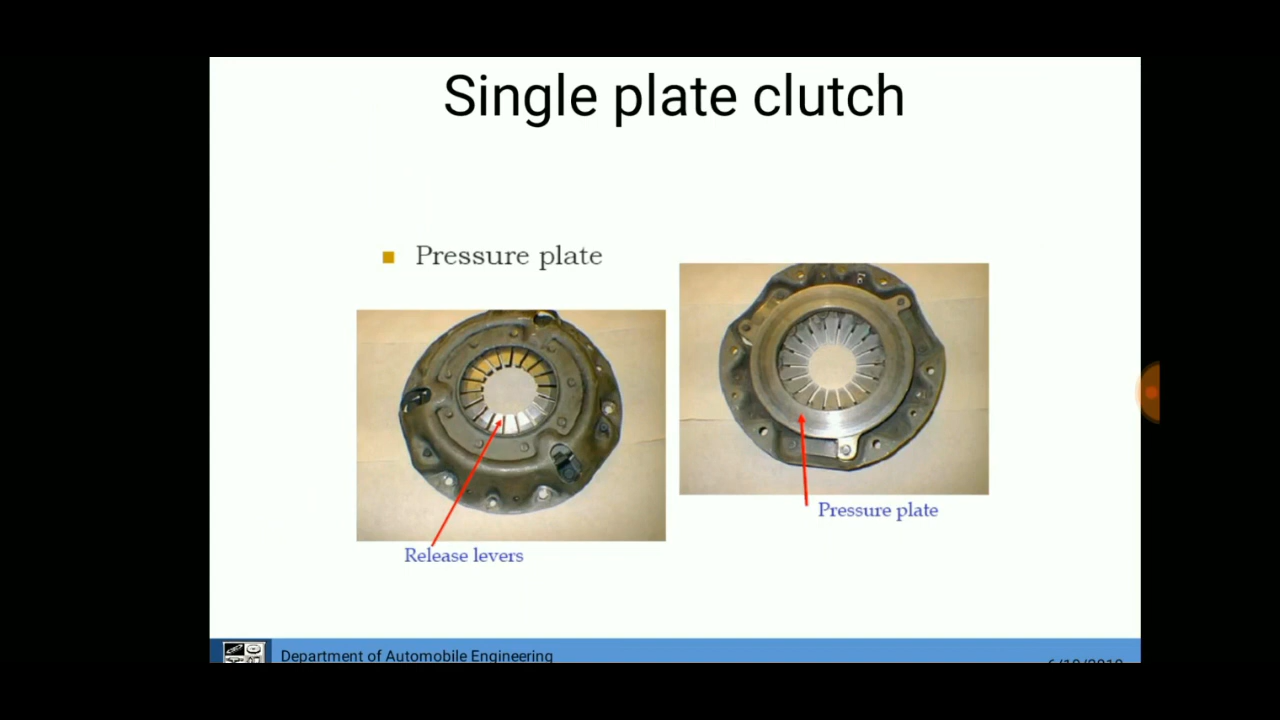 Single plate clutch
Pressure plate
Pressure plate
Release levers
Department of Automobile Engineering